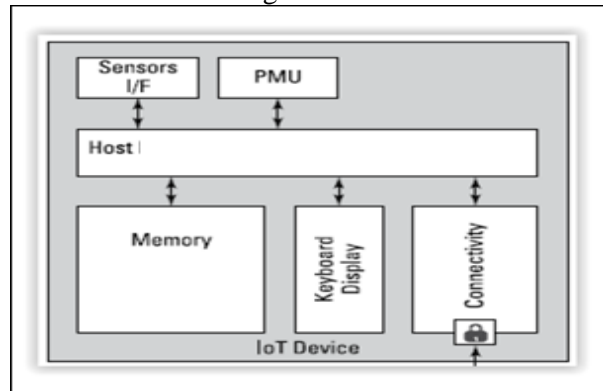 Sensors
I/F
PMU
Host
Memory
Keyboard
Display
Connectivity
IoT Device